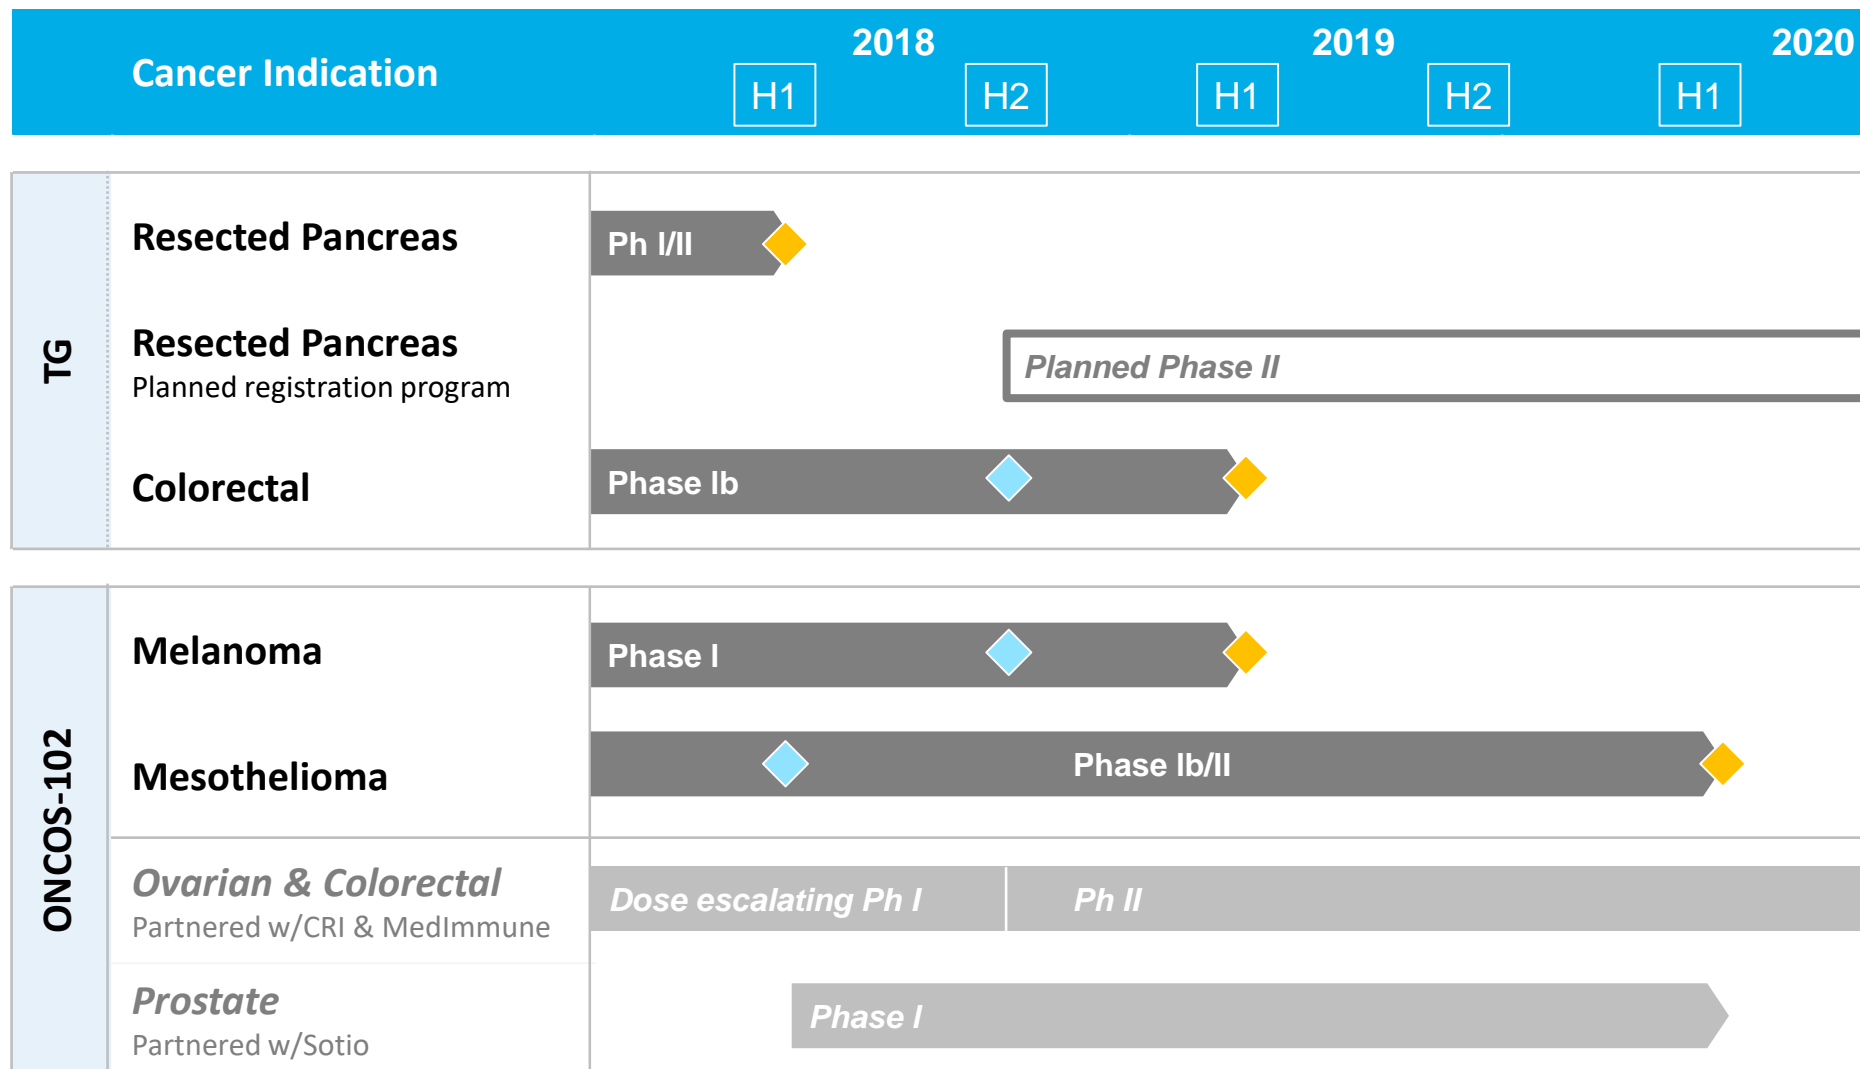 2018
2019
2020
Cancer Indication
H1
H2
H1
H2
H1
TG
Resected Pancreas
Ph I/II
Resected Pancreas
Planned registration program
Planned Phase II
Colorectal
Phase Ib
ONCOS-102
Melanoma
Phase I
Mesothelioma
Phase Ib/II
Ovarian & Colorectal
Partnered w/CRI & MedImmune
Dose escalating Ph I
Ph II
Prostate
Partnered w/Sotio
Phase I